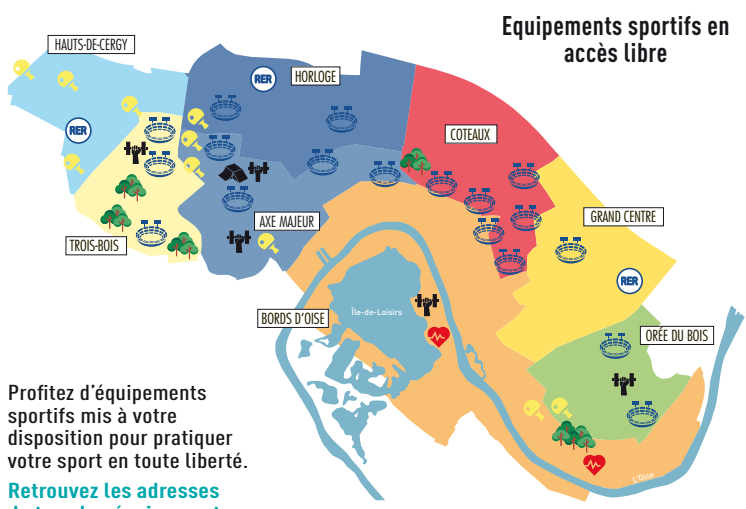 Equipements sportifs en
accès libre
HAUTS-DE-CERGY
RER
HORLOGE
RER
COTEAUX
GRAND CENTRE
TROIS-BOIS
AXE MAJEUR
RER
BORDS D'OISE
Île-de-Loisirs
ORÉE DU BOIS
L'Oise
Profitez d'équipements
sportifs mis à votre
disposition pour pratiquer
votre sport en toute liberté.
Retrouvez les adresses